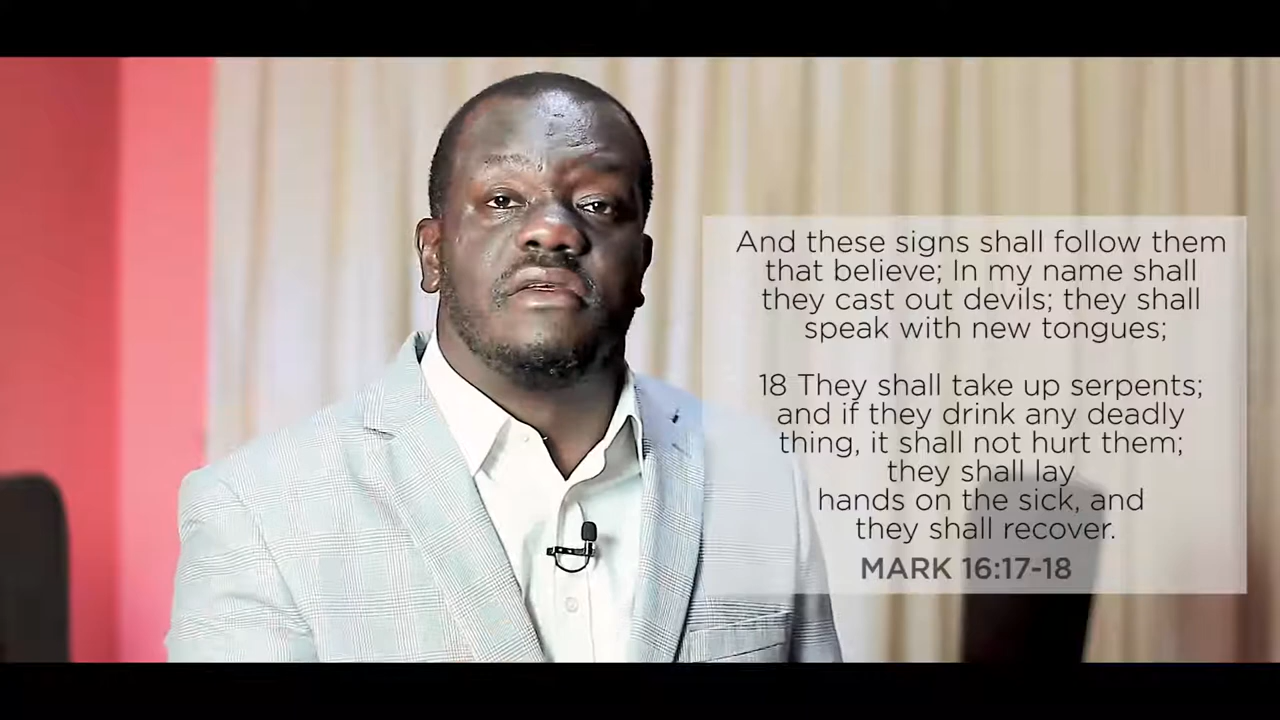 And these signs shall follow them
that believe; In my name shall
they cast out devils; they shall
speak with new tongues;
18 They shall take up serpents;
and if they drink any deadly
thing, it shall not hurt them;
they shall lay
hands on the sick, and
they shall recover.
MARK 16:17-18